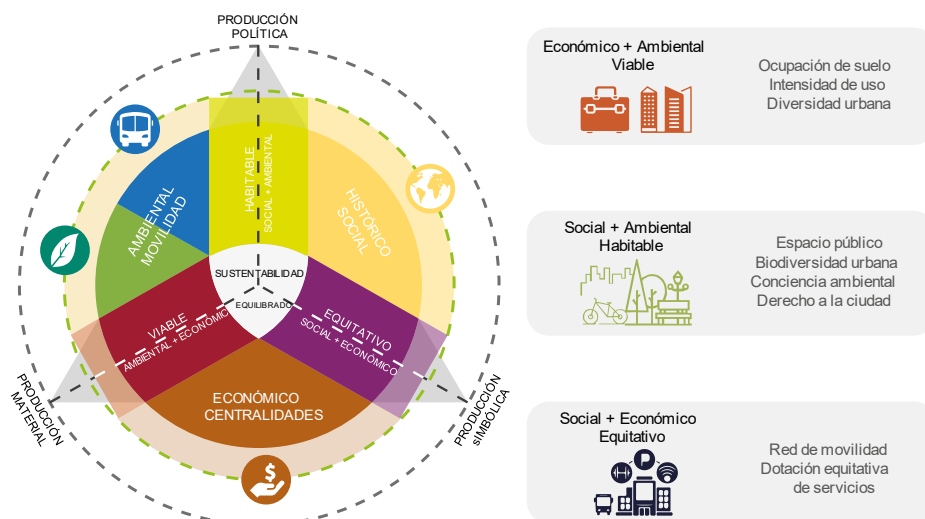 PRODUCCIÓN
POLÍTICA
HABITABLE
SOCIAL + AMBIENTAL
HISTÓRICO
SOCIAL
AMBIENTAL
MOVILIDAD
SUSTENTABILIDAD
EQUILIBRADO
VIABLE
AMBIENTAL + ECONÓMIC
EQUITATIVO
SOCIAL + ECONÓMICO
ECONÓMICO
CENTRALIDADES
PRODUCCIÓN
MATERIAL
PRODUCCIÓN
sIMBÓLICA
$
Económico + Ambiental
Viable
Ocupación de suelo
Intensidad de uso
Diversidad urbana
Social + Ambiental
Habitable
Espacio público
Biodiversidad urbana
Conciencia ambiental
Derecho a la ciudad
Social + Económico
Equitativo
P
Red de movilidad
Dotación equitativa
de servicios